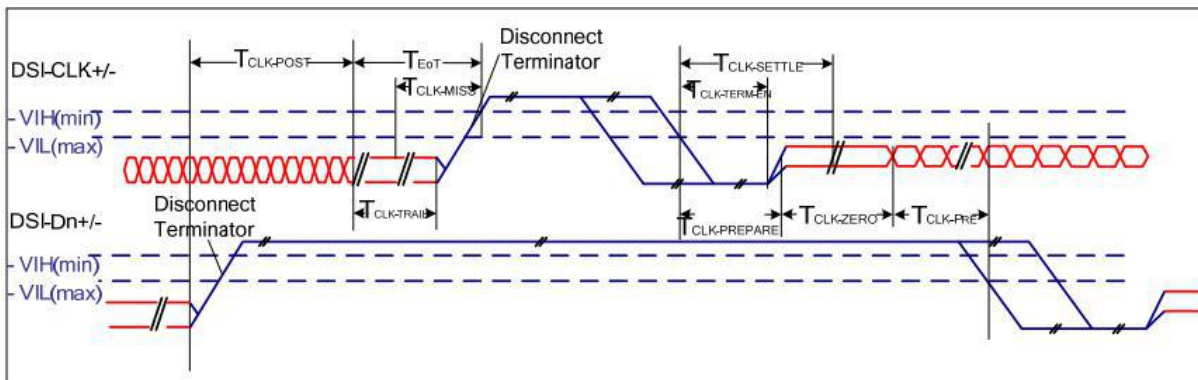 Disconnect
Terminator
DSI-CLK+/-
TCLK-POST
TEoT
TCLK-MISS
TCLK-SETTLE
TCLK-TERM-EN
- VIH(min)
- VIL(max)
Disconnect
Terminator
TCLK-TRAIL
TCLK-PREPARE
TCLK-ZERO
TCLK-PRE
DSI-Dn+/-
- VIH(min)
- VIL(max)